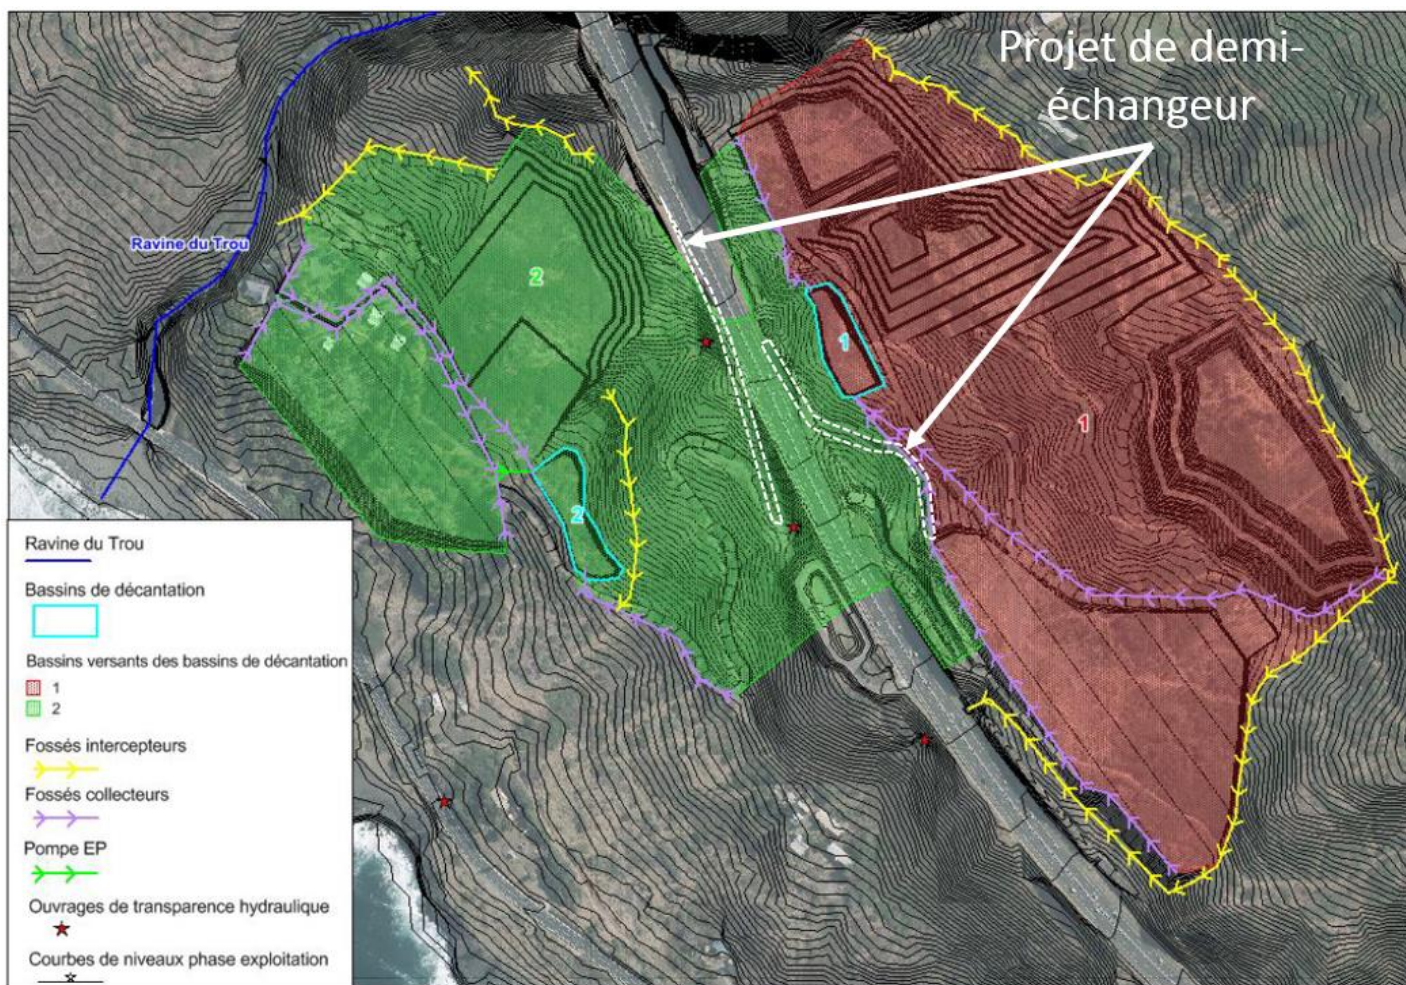 Projet de demi-
échangeur
Ravine du Trou
2
1
1
2
Ravine du Trou
Bassins de décantation
Bassins versants des bassins de décantation
1
2
Fossés intercepteurs
Fossés collecteurs
Pompe EP
Ouvrages de transparence hydraulique
Courbes de niveaux phase exploitation